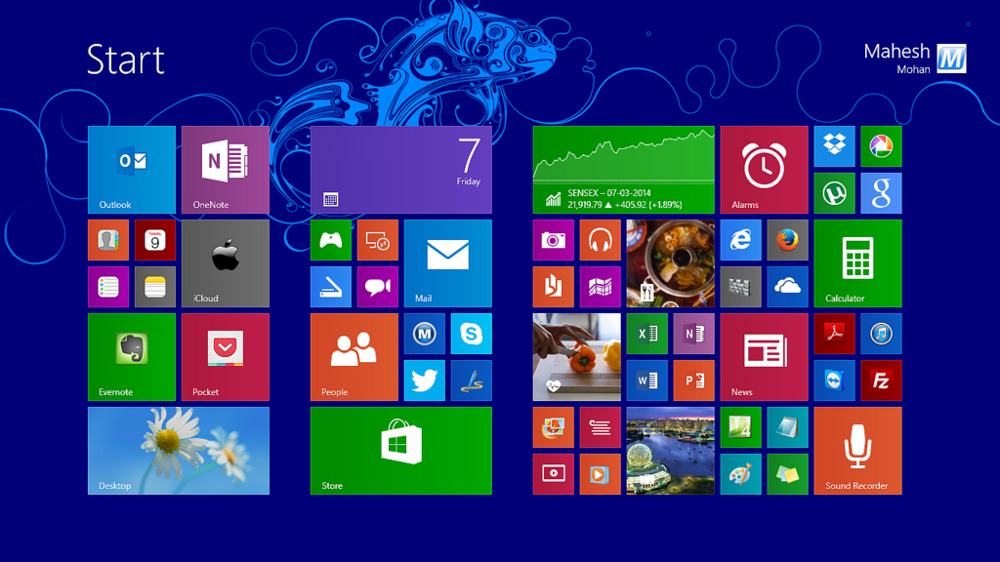 Start
Mahesh
Mohan
M
Outlook
OneNote
7
Friday
SENSEX – 07-03-2014
21,919.79 ▲ +405.92 (+1.89%)
Alarms
g
9
iCloud
Mail
Calculator
Evernote
Pocket
People
M
News
Desktop
Store
Sound Recorder